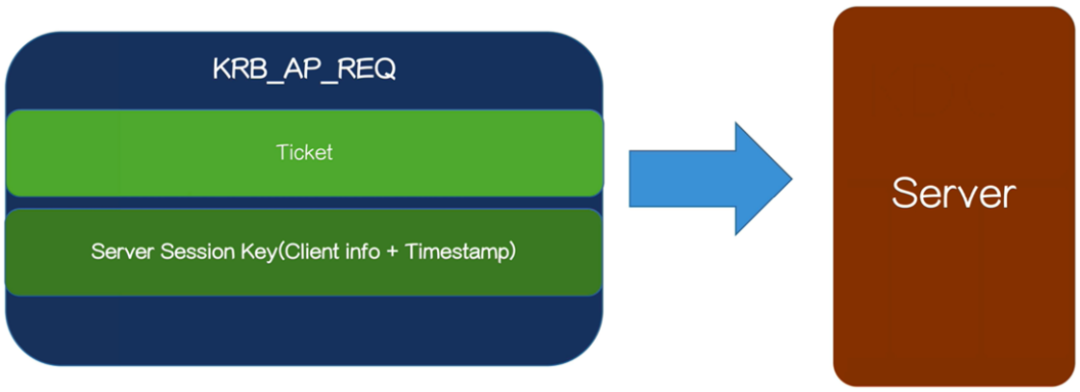 KRB_AP_REQ
Ticket
Server Session Key(Client info + Timestamp)
Server